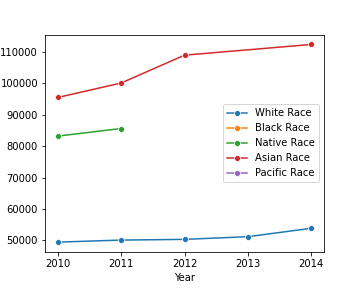 110000
100000
90000
80000
70000
60000
50000
White Race
Black Race
Native Race
Asian Race
Pacific Race
2010 2011 2012 2013 2014
Year